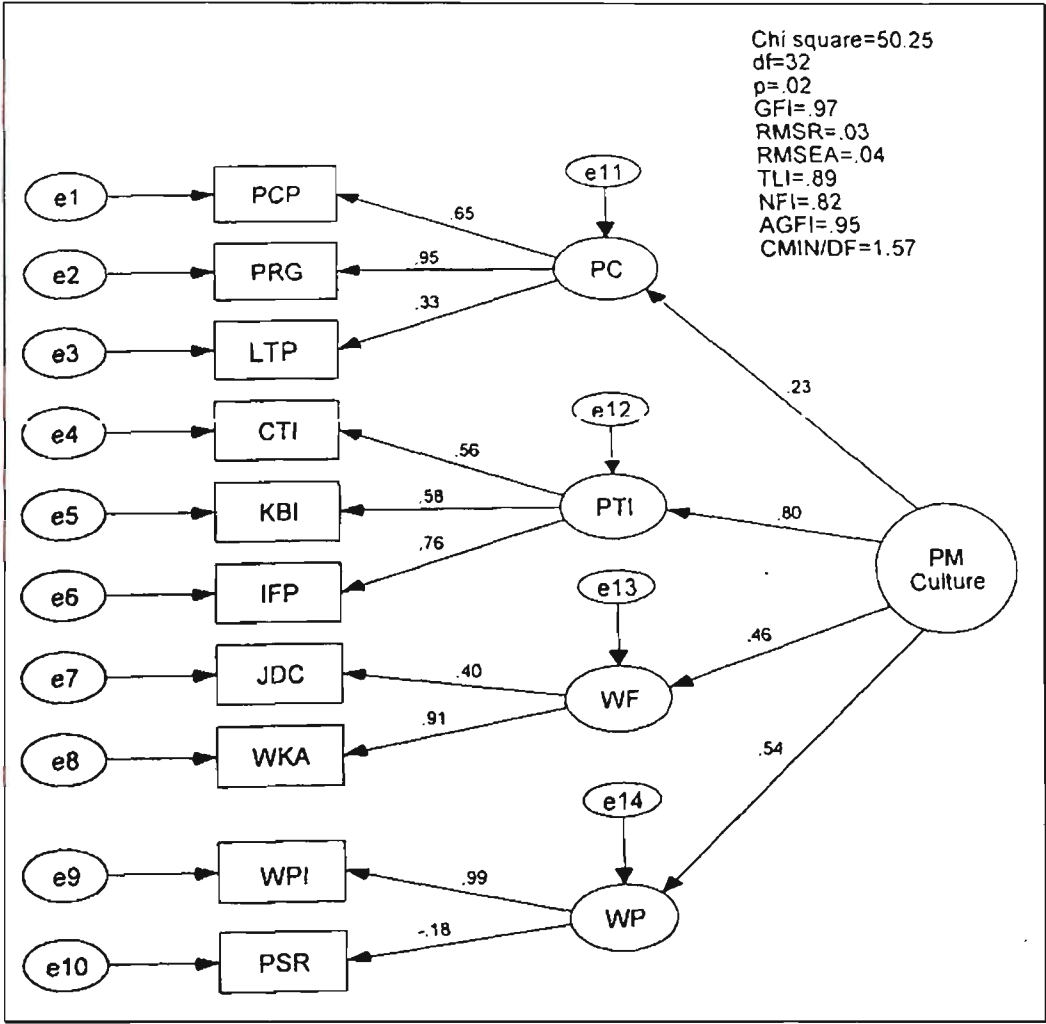 Chi square=50.25
df=32
p=.02
GFI=.97
RMSR=.03
RMSEA=.04
TLI=.89
NFI=.82
AGFI=.95
CMIN/DF=1.57
e11
e1
PCP
.65
PC
e2
PRG
.95
e3
LTP
.33
.23
e12
e4
CTI
.56
PTI
e5
KBI
.58
.80
PM
Culture
e6
IFP
.76
e13
.46
e7
JDC
.40
WF
e8
WKA
.91
.54
e14
e9
WPI
.99
WP
e10
PSR
-.18